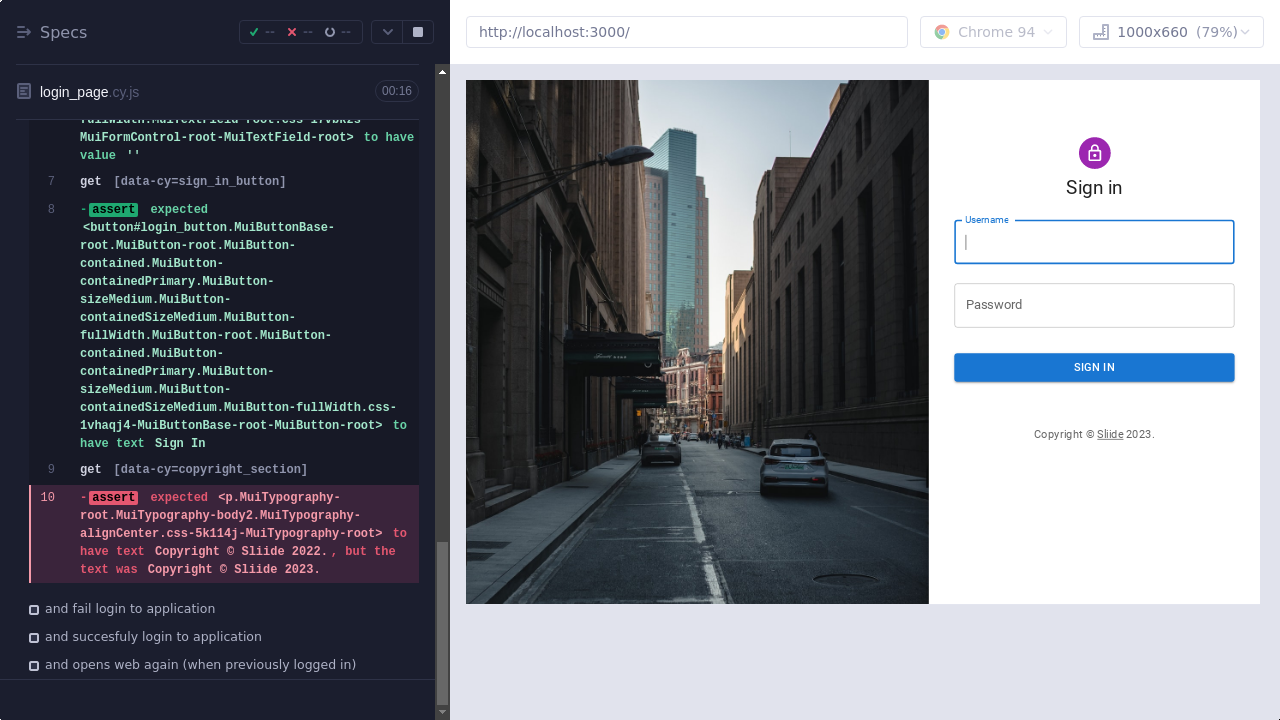 Specs
--
--
--
http://localhost:3000/
Chrome 94
1000x660 (79%)
login_page.cy.js
00:16
MuiFormControl-root-MuiTextField-root> to have
value ''
7 get [data-cy=sign_in_button]
8 -assert expected
<button#login_button.MuiButtonBase-
root.MuiButton-root.MuiButton-
contained.MuiButton-
containedPrimary.MuiButton-
sizeMedium.MuiButton-
containedSizeMedium.MuiButton-
fullWidth.MuiButton-root.MuiButton-
contained.MuiButton-
containedPrimary.MuiButton-
sizeMedium.MuiButton-
containedSizeMedium.MuiButton-fullWidth.css-
1vhaqj4-MuiButtonBase-root-MuiButton-root> to
have text Sign In
9 get [data-cy=copyright_section]
10 -assert expected <p.MuiTypography-
root.MuiTypography-body2.MuiTypography-
alignCenter.css-5k114j-MuiTypography-root> to
have text Copyright © Sliide 2022., but the
text was Copyright © Sliide 2023.
and fail login to application
and succesfuly login to application
and opens web again (when previously logged in)
Sign in
Username
Password
SIGN IN
Copyright © Sliide 2023.